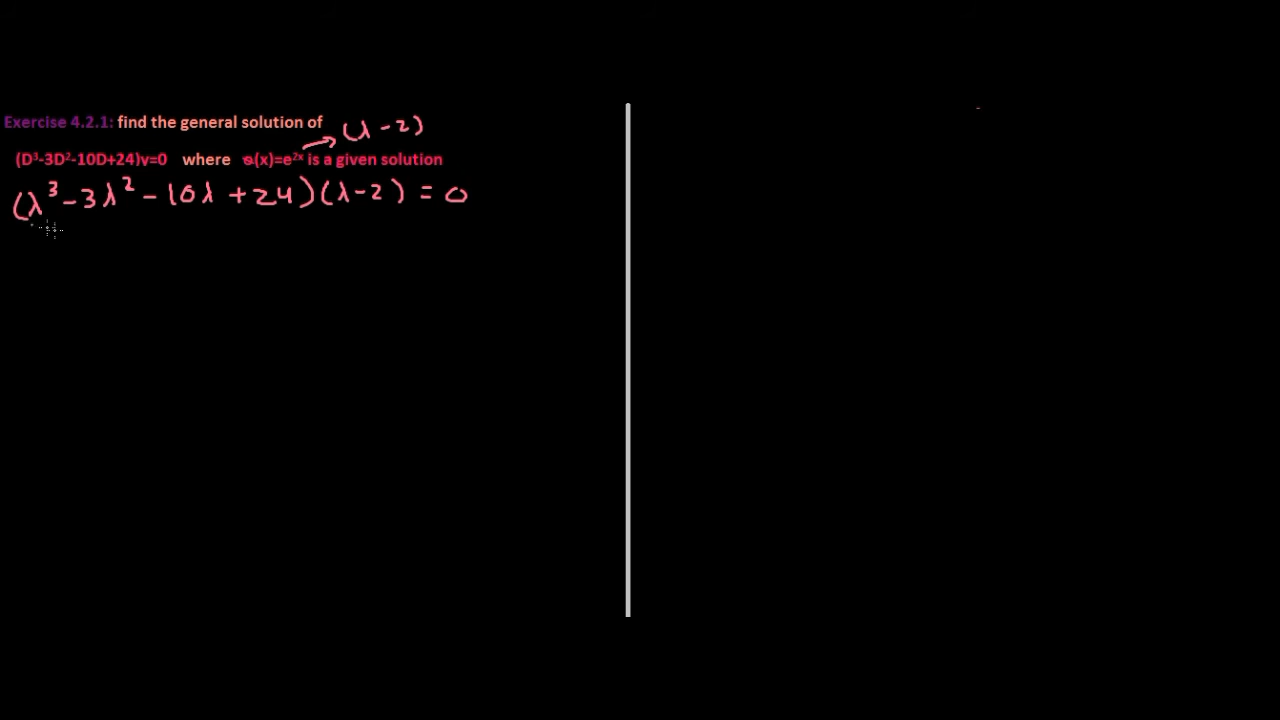 Exercise 4.2.1: find the general solution of
(λ-2)
(D³-3D²-10D+24)y=0 where s(x)=e²ˣ is a given solution
(λ³-3λ²-10λ+24)(λ-2)=0